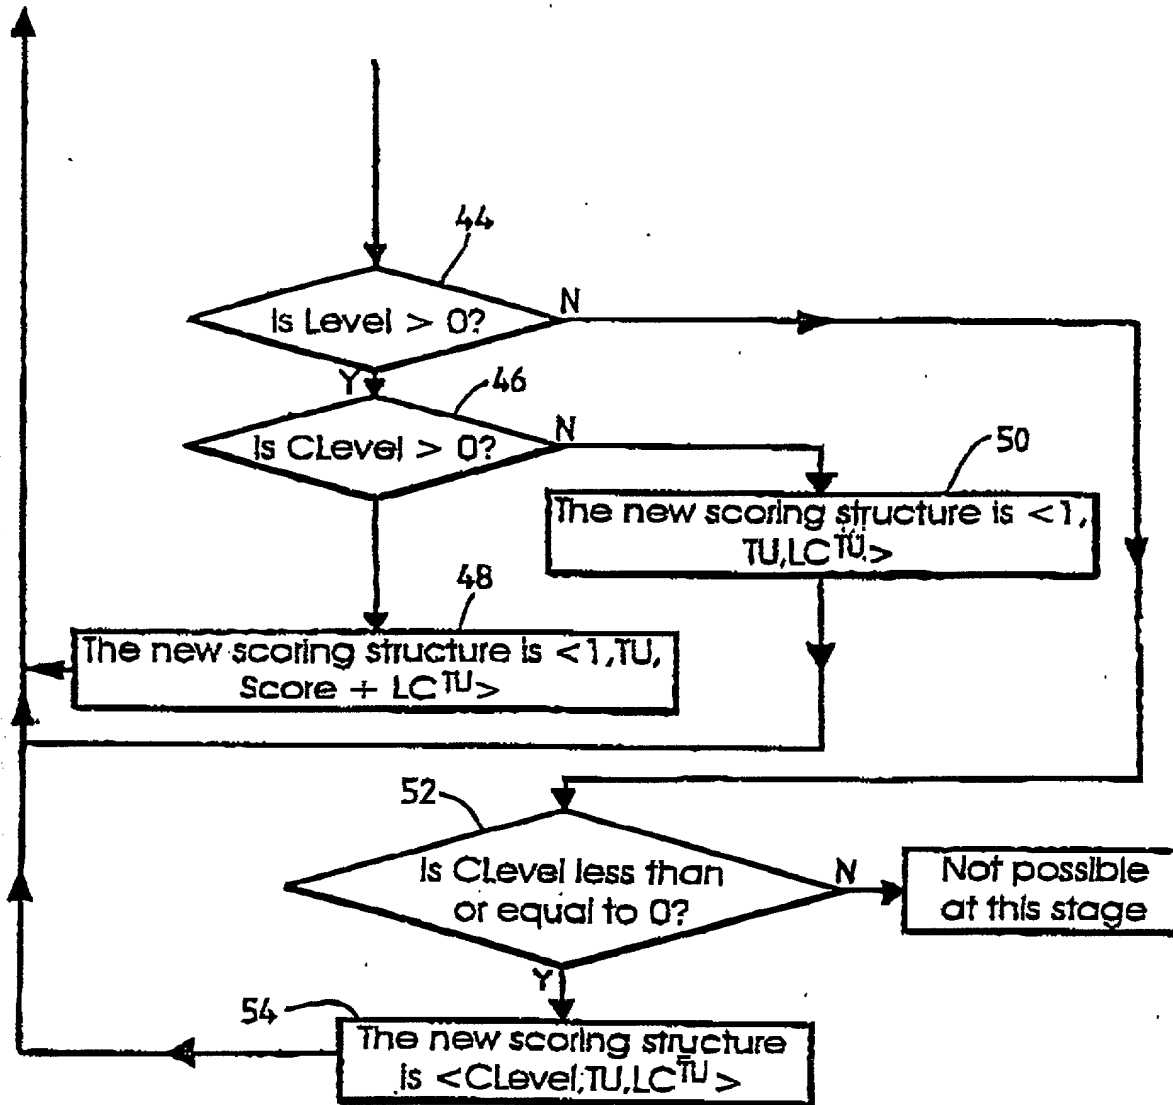 44
Is Level > 0?
N
Y
46
Is CLevel > 0?
N
50
The new scoring structure is <1,
TU,LC^TU>
48
The new scoring structure is <1,TU,
Score + LC^TU>
52
Is CLevel less than
or equal to 0?
N
Not possible
at this stage
Y
54
The new scoring structure
is <CLevel,TU,LC^TU>